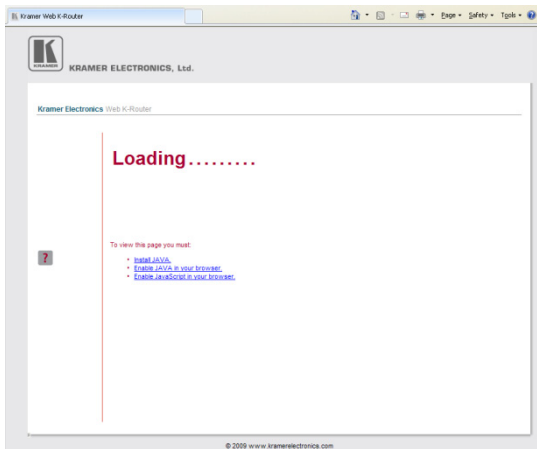 Kramer Web K-Router
Page Safety Tools
KRAMER
KRAMER ELECTRONICS, Ltd.
Kramer Electronics Web K-Router
Loading.........
To view this page you must:
Install JAVA.
Enable JAVA in your browser.
Enable JavaScript in your browser.
?
© 2009 www.kramerelectronics.com